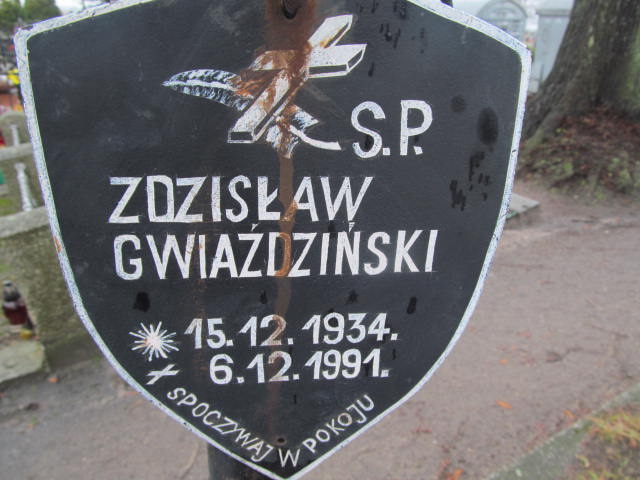 S.P.
ZDZISŁAW
GWIAŹDZIŃSKI
15.12.1934.
6.12.1991.
SPOCZYWAJ W POKOJU